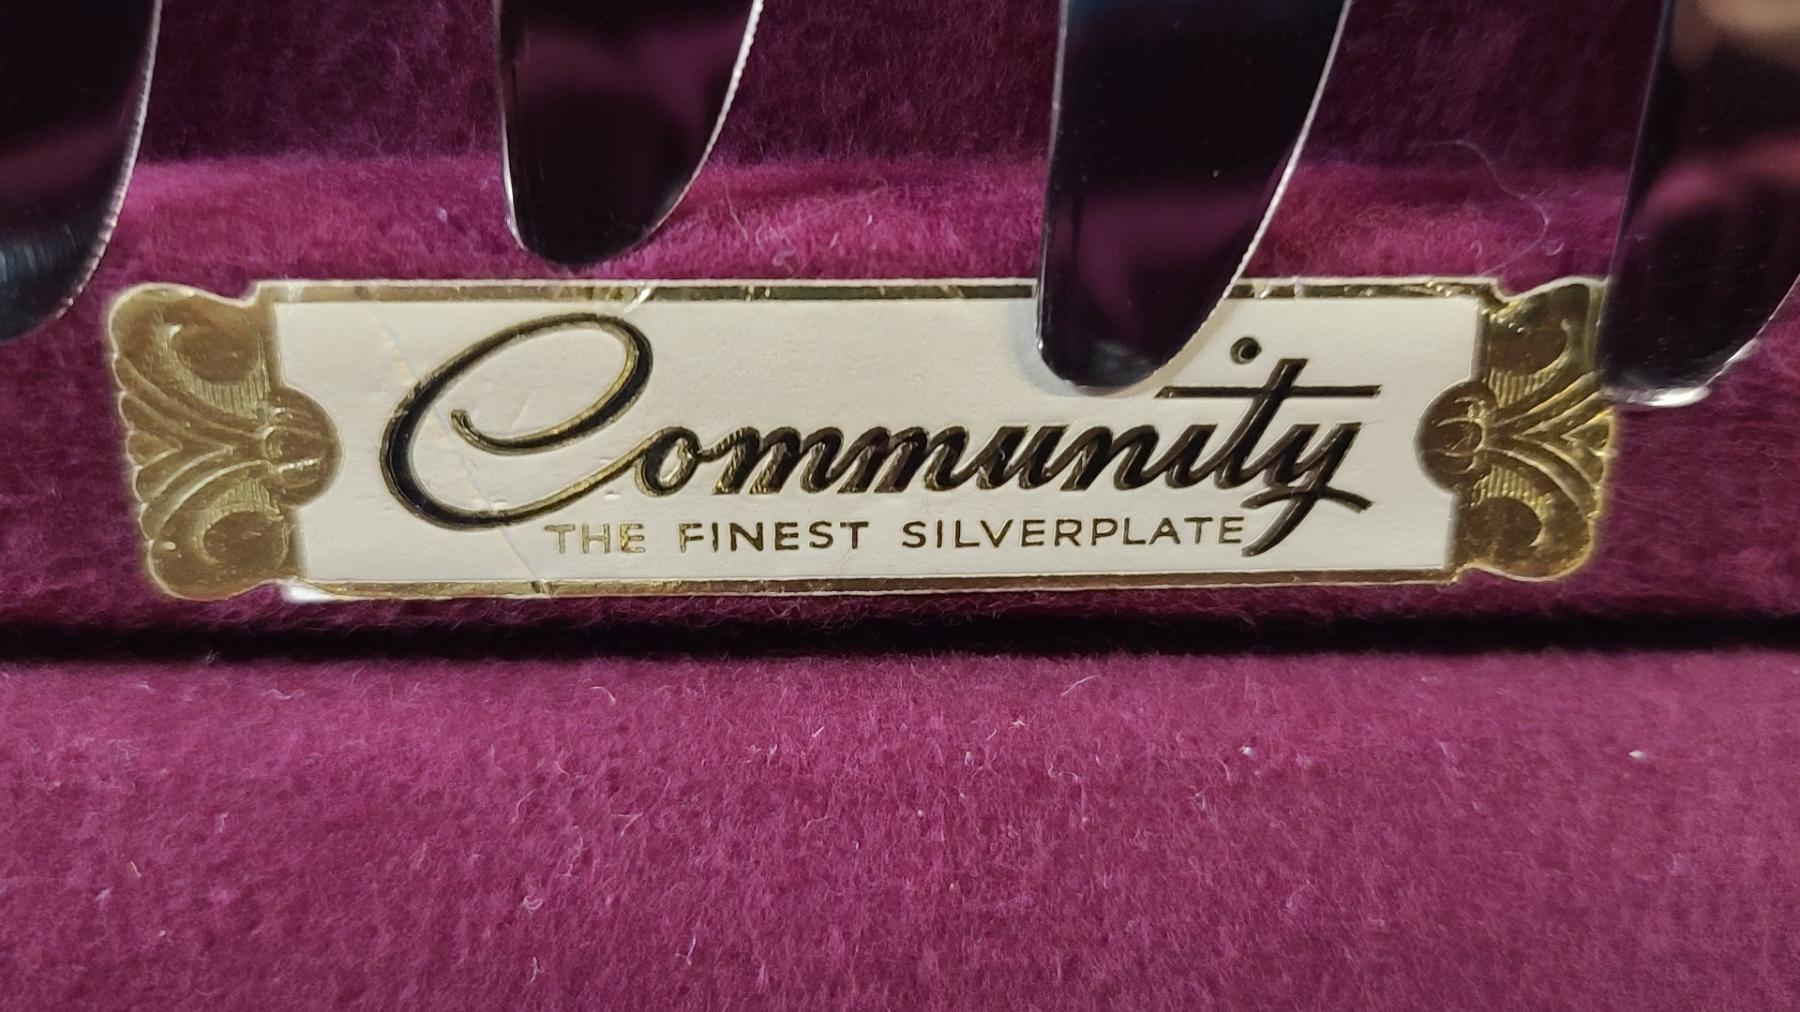 Community
THE FINEST SILVERPLATE